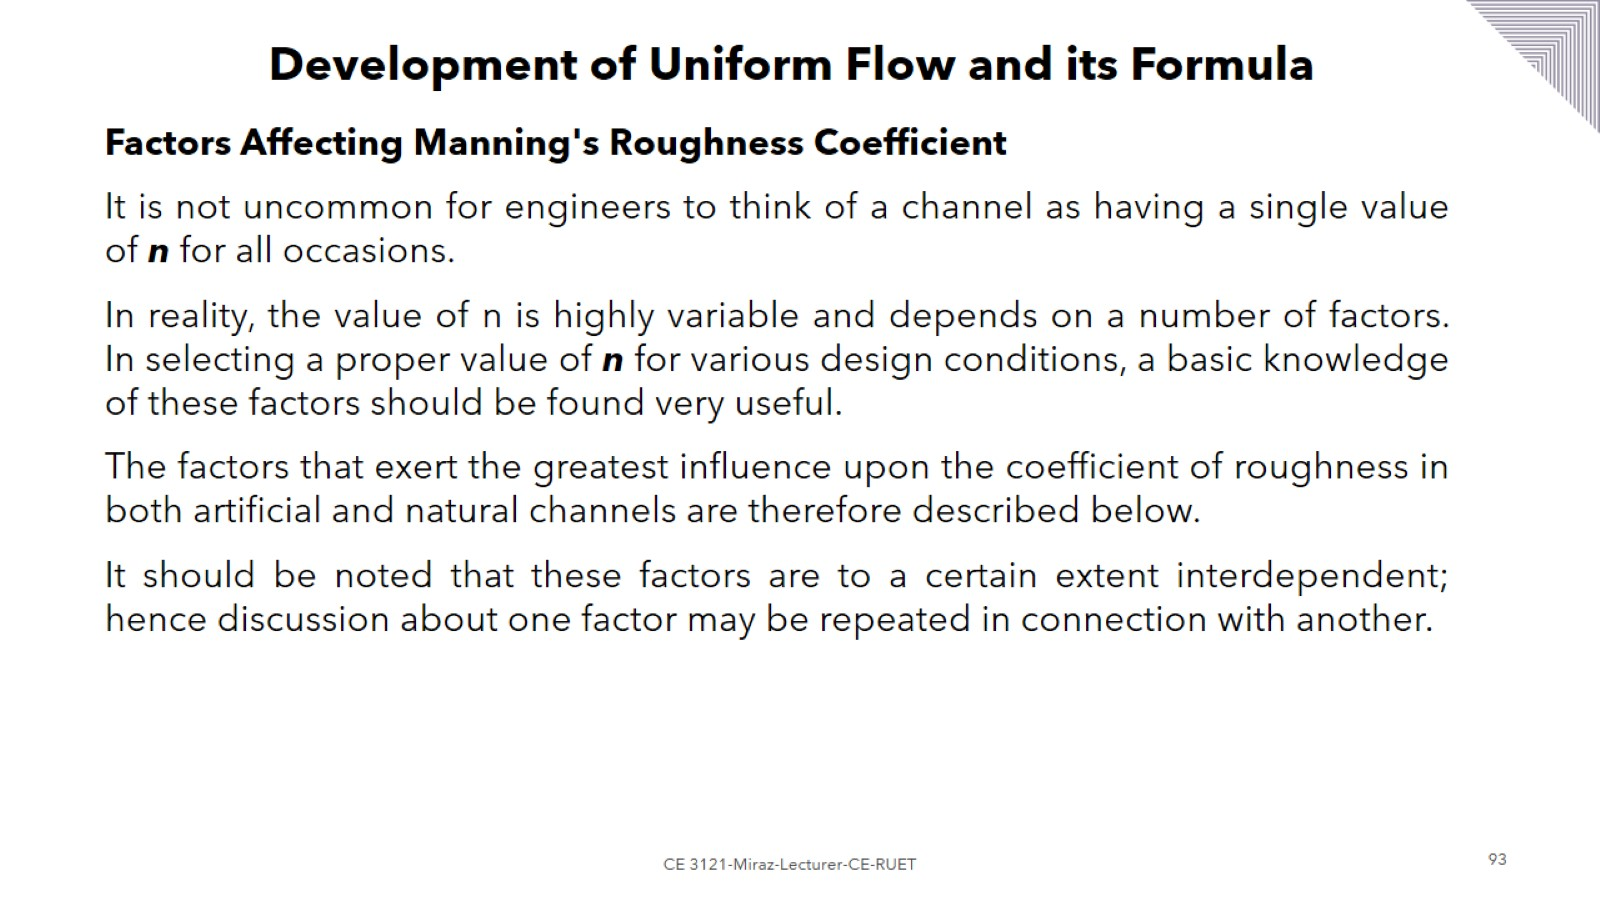 Development of Uniform Flow and its Formula
Factors Affecting Manning's Roughness Coefficient
It is not uncommon for engineers to think of a channel as having a single value
of n for all occasions.
In reality, the value of n is highly variable and depends on a number of factors.
In selecting a proper value of n for various design conditions, a basic knowledge
of these factors should be found very useful.
The factors that exert the greatest influence upon the coefficient of roughness in
both artificial and natural channels are therefore described below.
It should be noted that these factors are to a certain extent interdependent;
hence discussion about one factor may be repeated in connection with another.
CE 3121-Miraz-Lecturer-CE-RUET
93